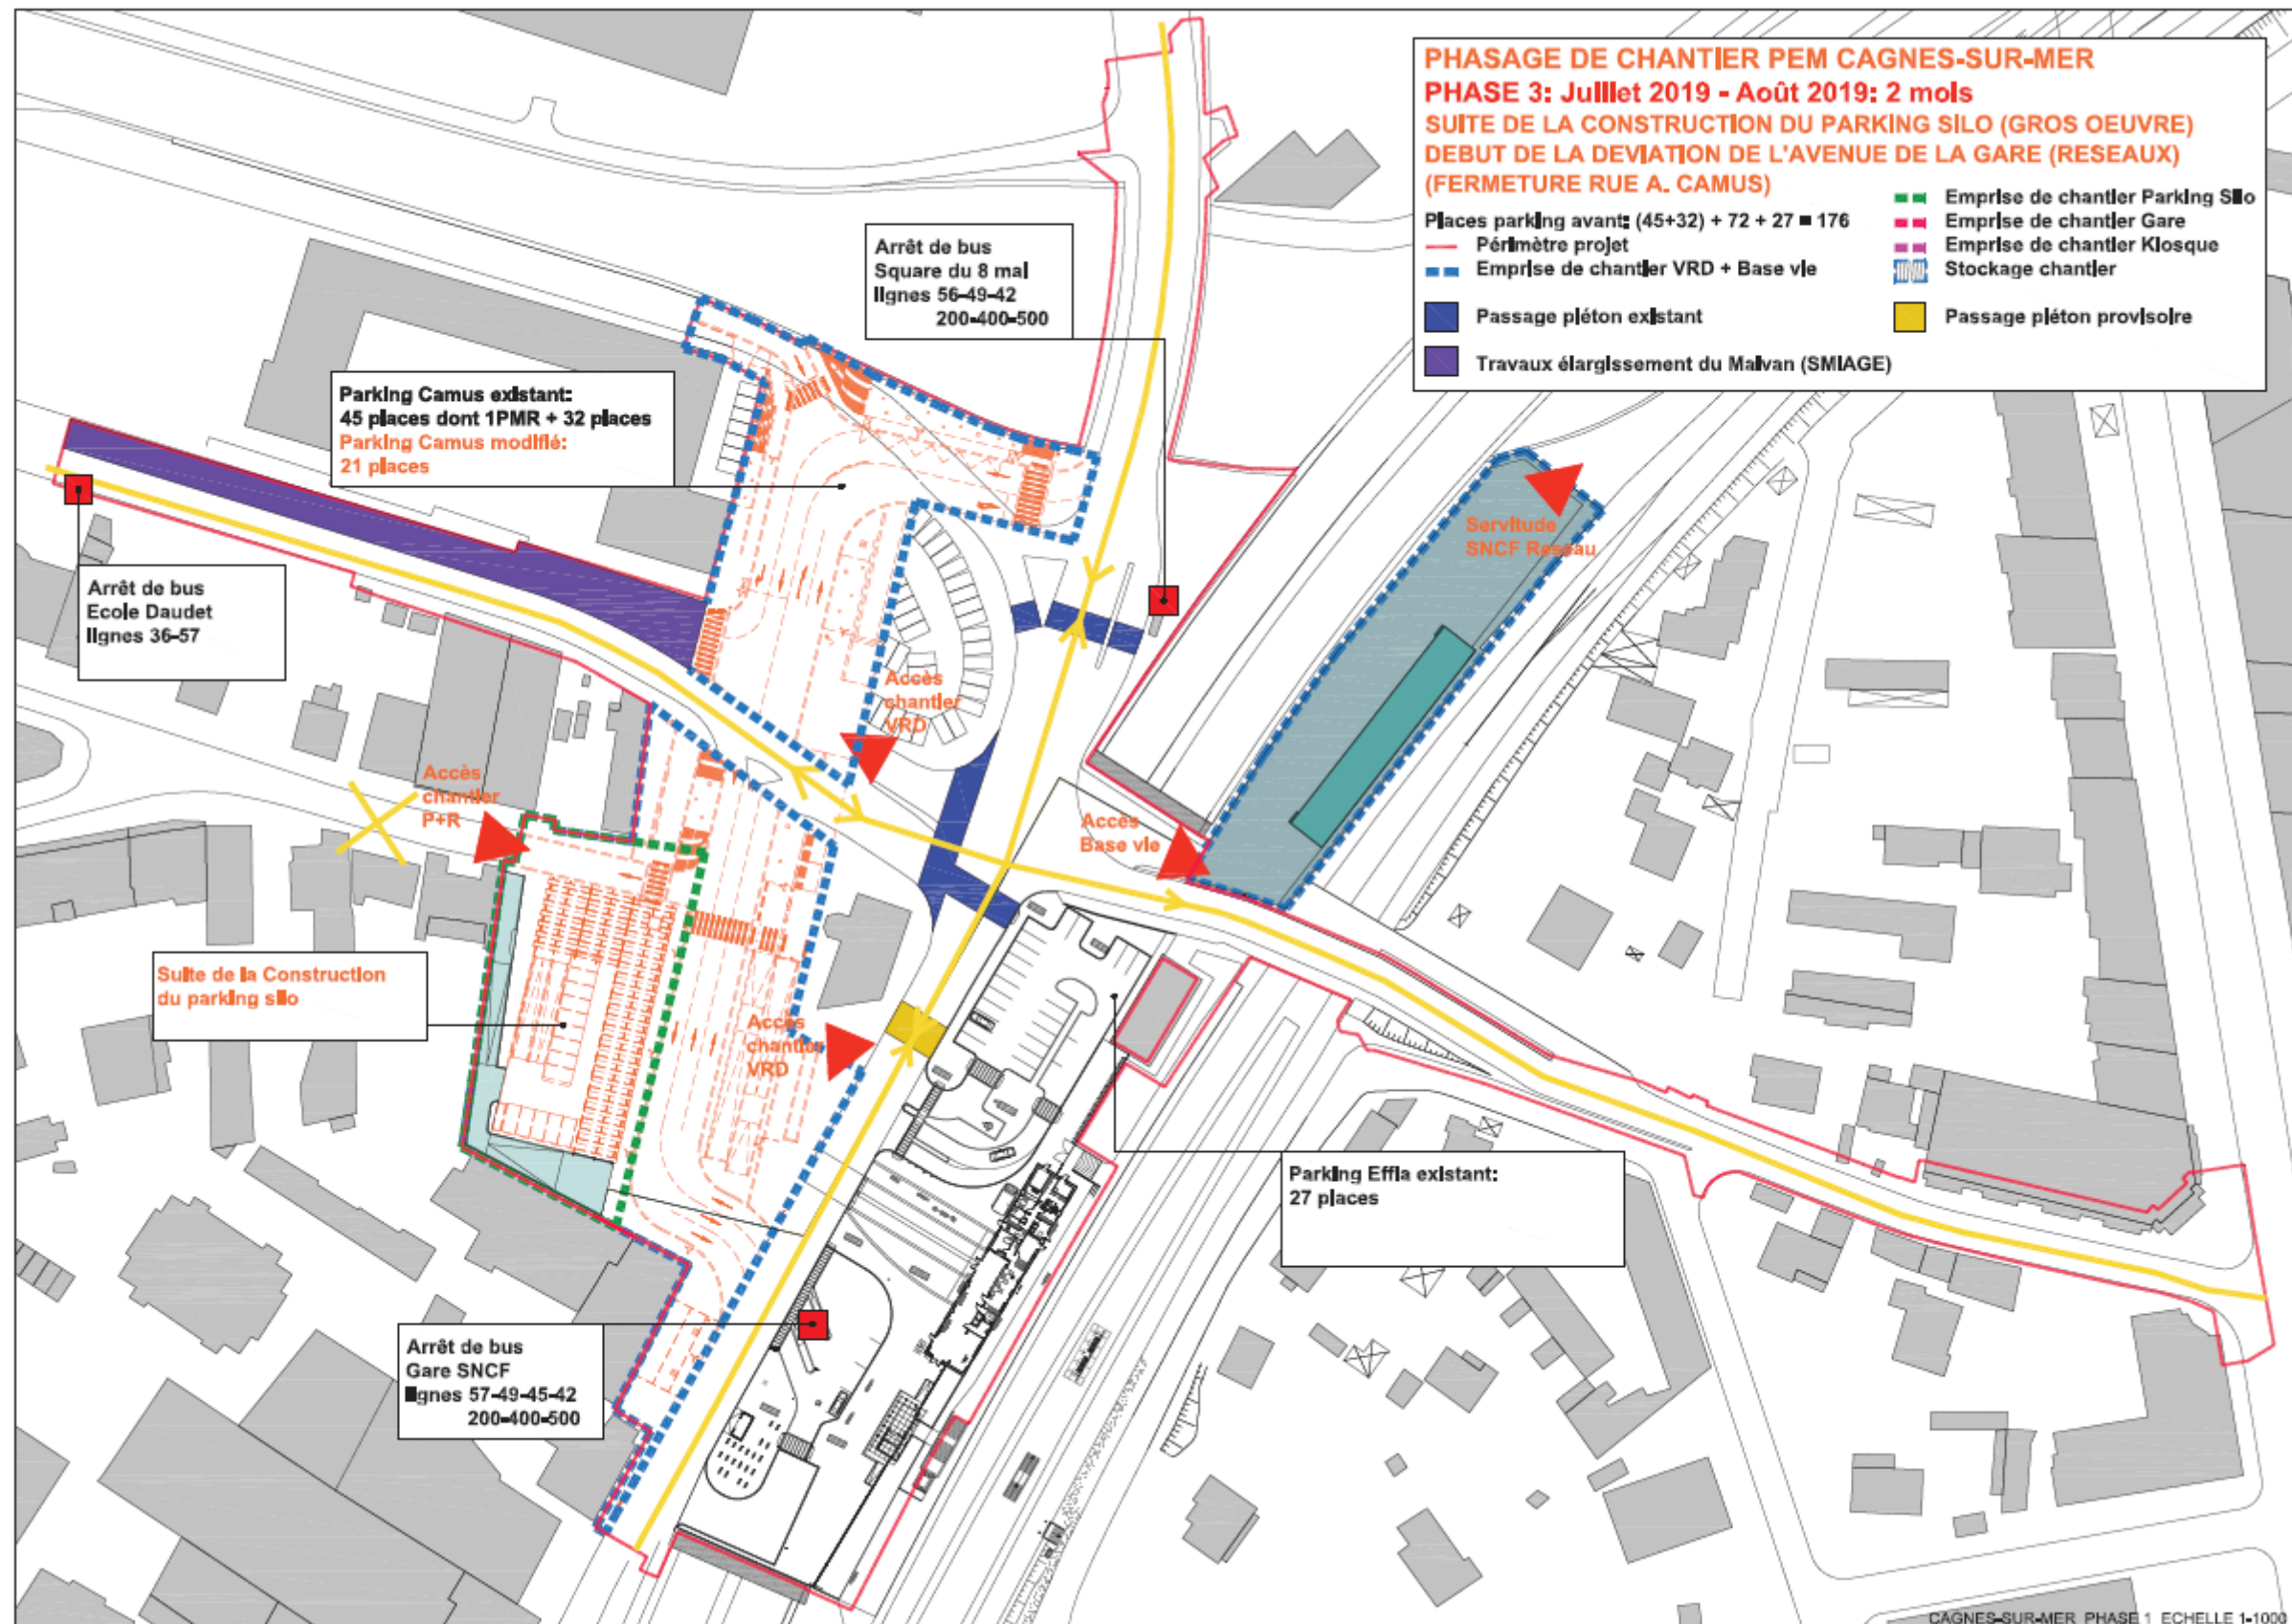 PHASAGE DE CHANTIER PEM CAGNES-SUR-MER
PHASE 3: Juillet 2019 - Août 2019: 2 mois
SUITE DE LA CONSTRUCTION DU PARKING SILO (GROS OEUVRE)
DEBUT DE LA DEVIATION DE L'AVENUE DE LA GARE (RESEAUX)
(FERMETURE RUE A. CAMUS)
Places parking avant: (45+32) + 72 + 27 = 176
Périmètre projet
Emprise de chantier VRD + Base vie
Passage piéton existant
Travaux élargissement du Malvan (SMIAGE)
Emprise de chantier Parking Silo
Emprise de chantier Gare
Emprise de chantier Kiosque
Stockage chantier
Passage piéton provisoire
Arrêt de bus
Square du 8 mai
lignes 56-49-42
200-400-500
Parking Camus existant:
45 places dont 1PMR + 32 places
Parking Camus modifié:
21 places
Servitude
SNCF Reseau
Arrêt de bus
Ecole Daudet
lignes 36-57
Accès
chantier
VRD
Accès
chantier
P+R
Accès
Base vie
Suite de la Construction
du parking silo
Accès
chantier
VRD
Parking Effia existant:
27 places
Arrêt de bus
Gare SNCF
lignes 57-49-45-42
200-400-500
CAGNES-SUR-MER PHASE 1 ECHELLE 1-1000